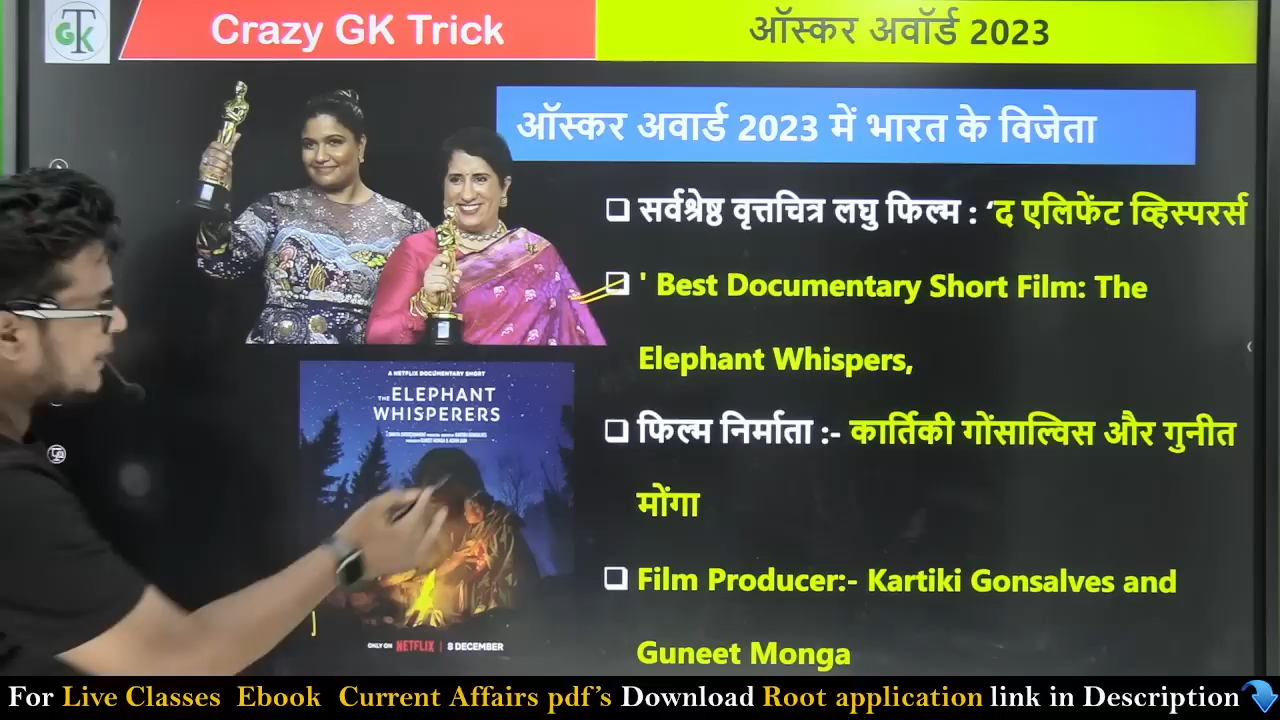 GTK
Crazy GK Trick
ऑस्कर अवॉर्ड 2023
ऑस्कर अवार्ड 2023 में भारत के विजेता
❑ सर्वश्रेष्ठ वृत्तचित्र लघु फिल्म : ‘द एलिफेंट व्हिस्परर्स
❑ ' Best Documentary Short Film: The
Elephant Whispers,
❑ फिल्म निर्माता :- कार्तिकी गोंसाल्विस और गुनीत
मोंगा
❑ Film Producer:- Kartiki Gonsalves and
Guneet Monga
A NETFLIX DOCUMENTARY SHORT
THE ELEPHANT
WHISPERERS
ONLY ON NETFLIX | 8 DECEMBER
For Live Classes Ebook Current Affairs pdf’s Download Root application link in Description